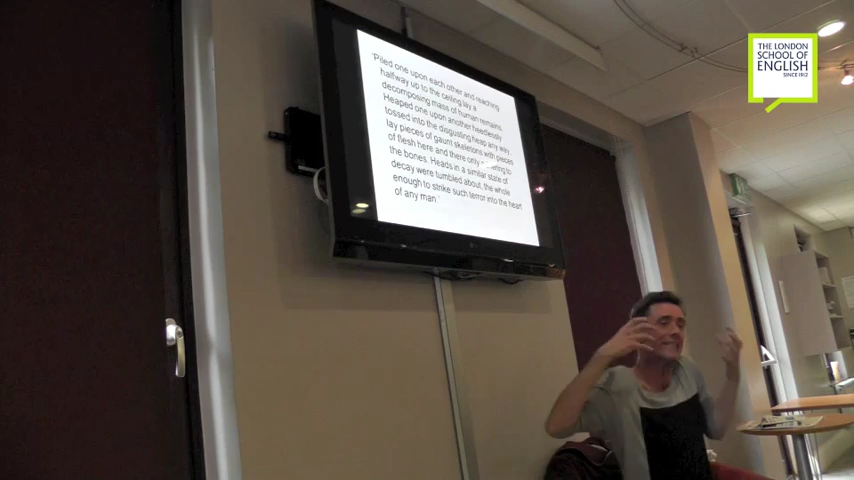 'Piled one upon each other and reaching
halfway up to the ceiling lay a
decomposing mass of human remains
Heaped one upon another heedlessly
tossed into the disgusting heap any way
lay pieces of gaunt skeletons with pieces
of flesh here and there only to
the bones. Heads in a similar state of
decay were tumbled about, the whole
enough to strike such terror into the heart
of any man.'
THE LONDON
SCHOOL OF
ENGLISH
SINCE 1912